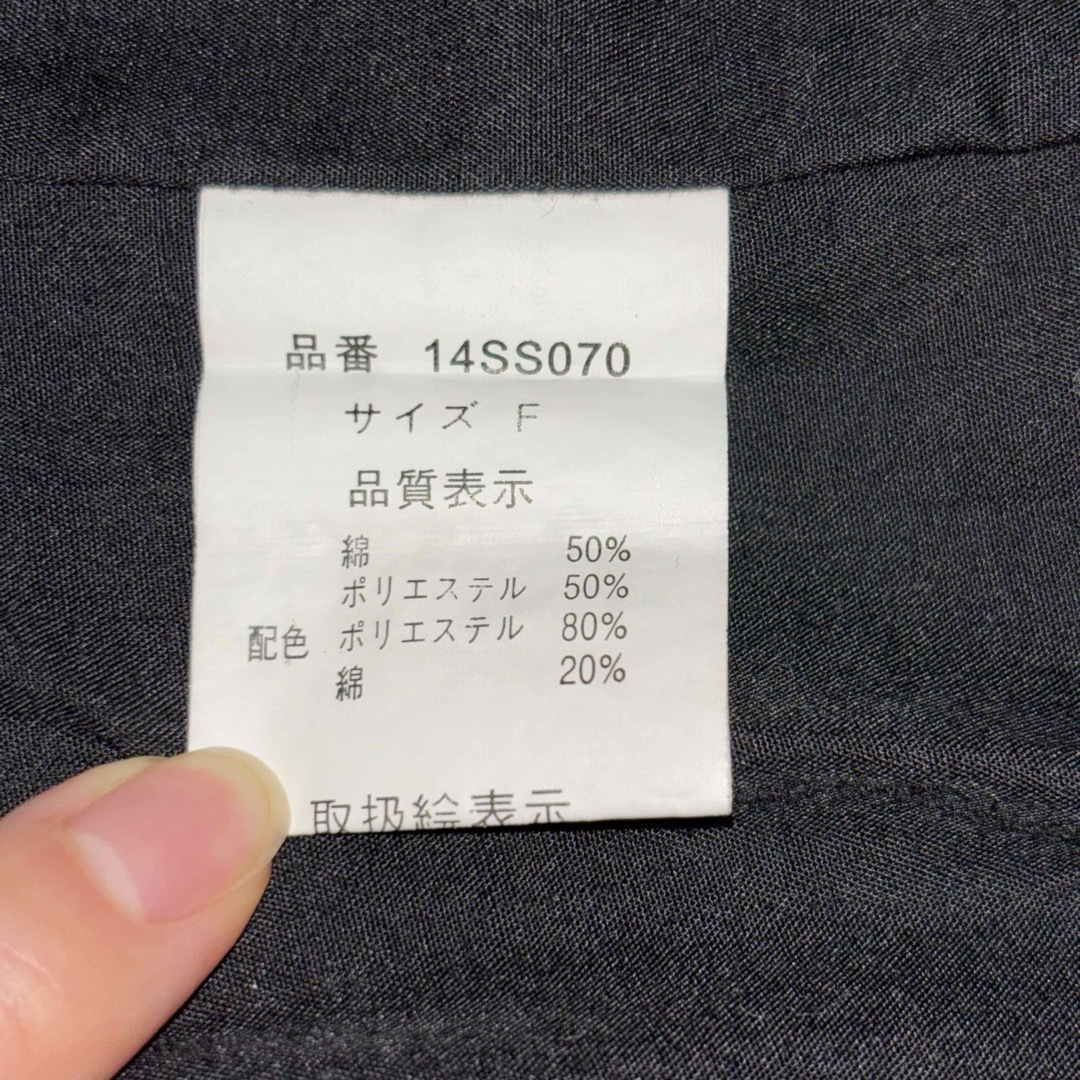 品番 14SS070
サイズ F
品質表示
綿 50%
ポリエステル 50%
配色 ポリエステル 80%
綿 20%
取扱絵表示